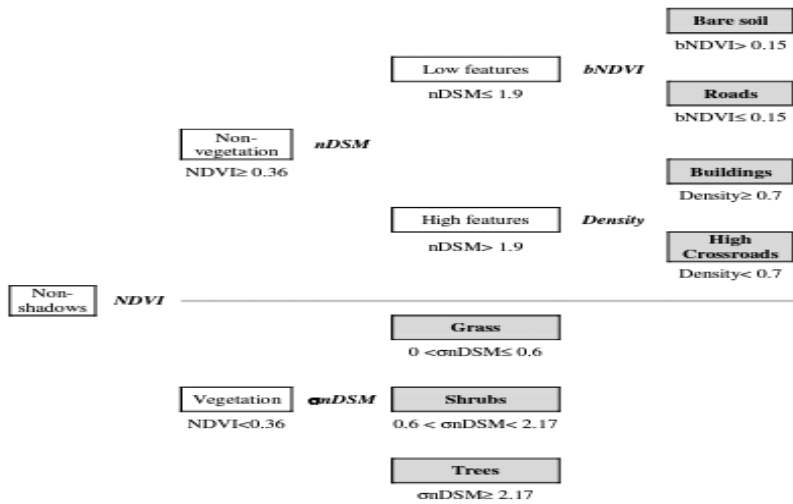 Bare soil
bNDVI> 0.15
Low features bNDVI
nDSM≤ 1.9
Roads
bNDVI≤ 0.15
Non-
vegetation nDSM
NDVI≥ 0.36
Buildings
Density≥ 0.7
High features Density
nDSM> 1.9
High
Crossroads
Density< 0.7
Non-
shadows NDVI
Grass
0 <σnDSM≤ 0.6
Vegetation σnDSM Shrubs
NDVI<0.36 0.6 < σnDSM< 2.17
Trees
σnDSM≥ 2.17